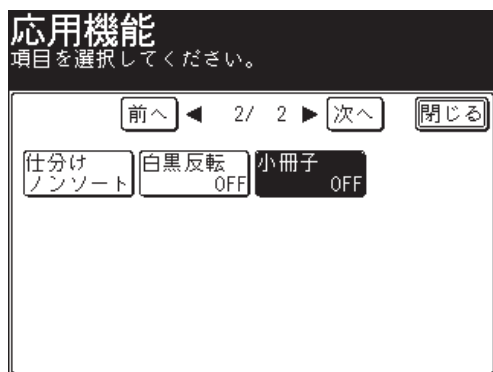 応用機能
項目を選択してください。
前へ ◀ 2/ 2 ▶ 次へ 閉じる
仕分け
ノンソート
白黒反転
OFF
小冊子
OFF